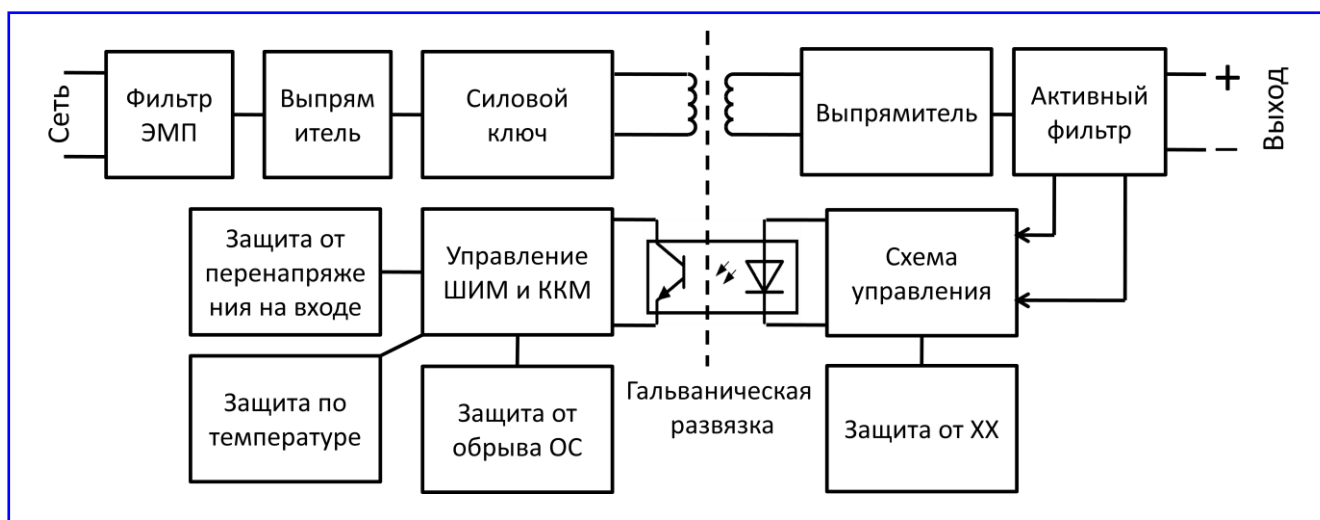 Сеть
Фильтр
ЭМП
Выпрям
итель
Силовой
ключ
Выпрямитель
Активный
фильтр
+
–
Выход
Защита от
перенапряже
ния на входе
Управление
ШИМ и ККМ
Схема
управления
Защита по
температуре
Защита от
обрыва ОС
Гальваническая
развязка
Защита от ХХ